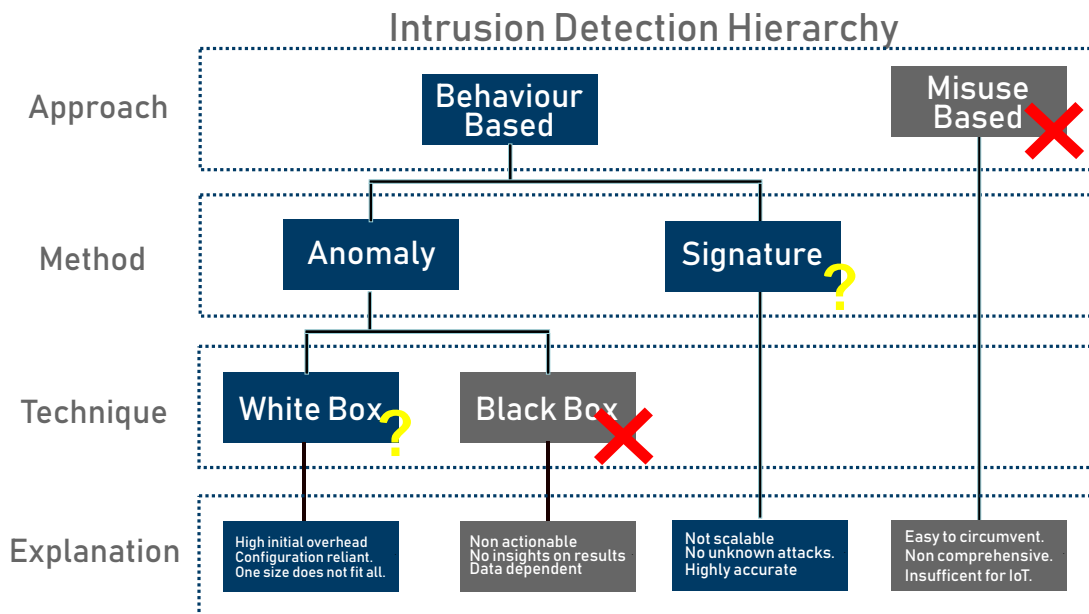 Intrusion Detection Hierarchy
Approach
Behaviour
Based
Misuse
Based
Method
Anomaly
Signature
?
Technique
White Box
?
Black Box
Explanation
High initial overhead
Configuration reliant.
One size does not fit all.
Non actionable
No insights on results
Data dependent
Not scalable
No unknown attacks.
Highly accurate
Easy to circumvent.
Non comprehensive.
Insufficent for IoT.